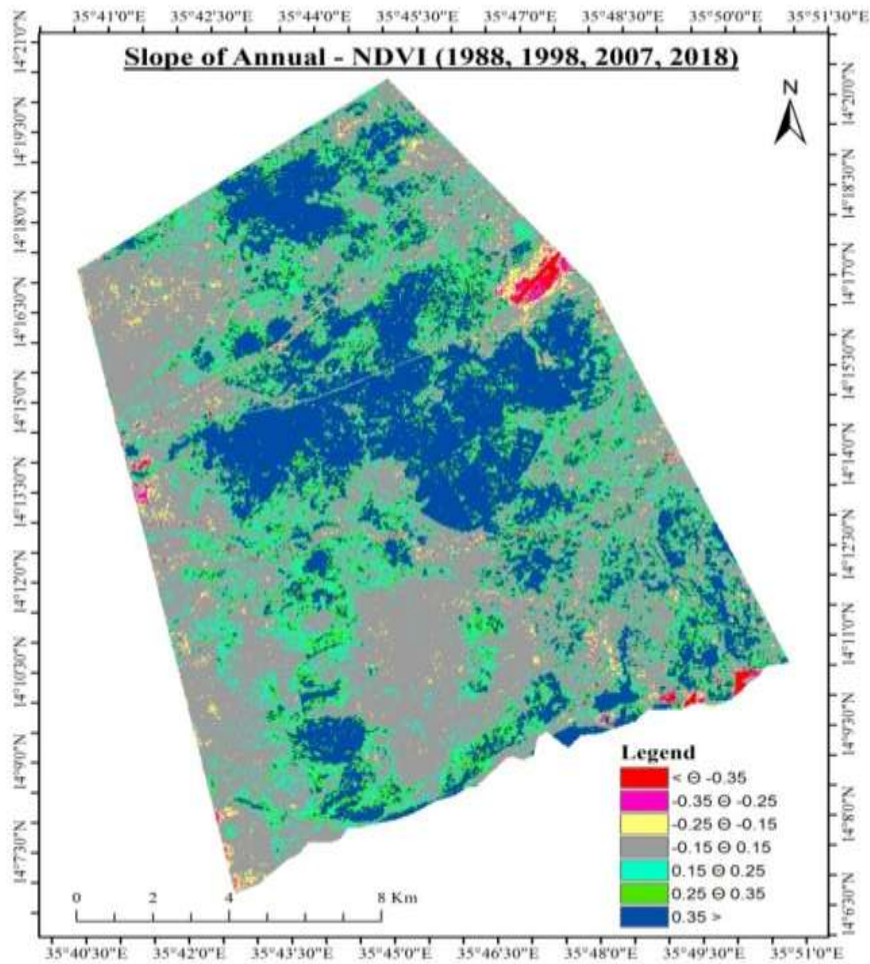 35°41'0"E 35°42'30"E 35°44'0"E 35°45'30"E 35°47'0"E 35°48'30"E 35°50'0"E 35°51'30"E
Slope of Annual - NDVI (1988, 1998, 2007, 2018)
N
14°21'0"N
14°19'30"N
14°18'0"N
14°16'30"N
14°15'0"N
14°13'30"N
14°12'0"N
14°10'30"N
14°9'0"N
14°7'30"N
14°20'0"N
14°18'30"N
14°17'0"N
14°15'30"N
14°14'0"N
14°12'30"N
14°11'0"N
14°9'30"N
14°8'0"N
14°6'30"N
Legend
< Θ -0.35
-0.35 Θ -0.25
-0.25 Θ -0.15
-0.15 Θ 0.15
0.15 Θ 0.25
0.25 Θ 0.35
0.35 >
0 2 4 8 Km
35°40'30"E 35°42'0"E 35°43'30"E 35°45'0"E 35°46'30"E 35°48'0"E 35°49'30"E 35°51'0"E